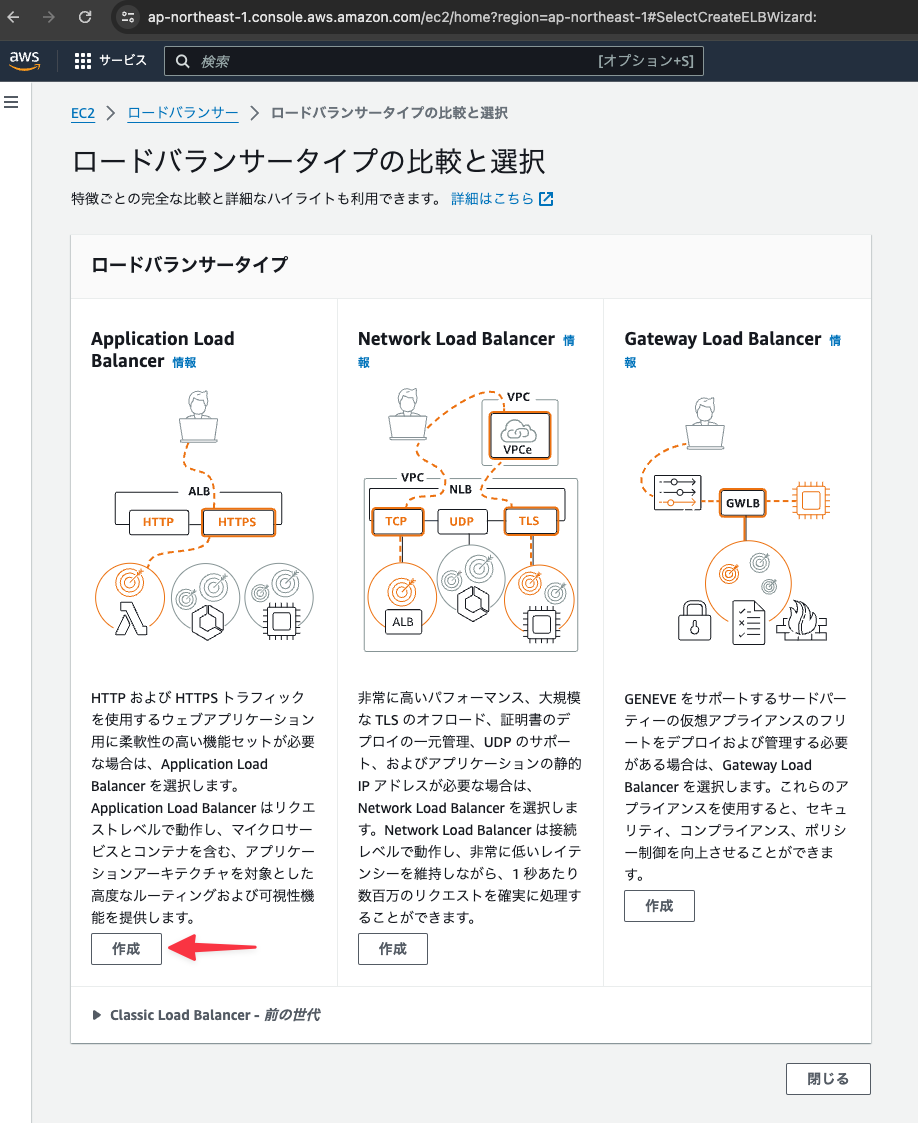 ap-northeast-1.console.aws.amazon.com/ec2/home?region=ap-northeast-1#SelectCreateELBWizard:
aws
サービス
検索
[オプション+S]
EC2 > ロードバランサー > ロードバランサータイプの比較と選択
ロードバランサータイプの比較と選択
特徴ごとの完全な比較と詳細なハイライトも利用できます。 詳細はこちら
ロードバランサータイプ
Application Load
Balancer 情報
ALB
HTTP
HTTPS
HTTP および HTTPS トラフィック
を使用するウェブアプリケーション
用に柔軟性の高い機能セットが必要
な場合は、Application Load
Balancer を選択します。
Application Load Balancer はリクエ
ストレベルで動作し、マイクロサー
ビスとコンテナを含む、アプリケー
ションアーキテクチャを対象とした
高度なルーティングおよび可視性機
能を提供します。
作成
Network Load Balancer 情
報
VPC
VPCe
VPC
NLB
TCP
UDP
TLS
ALB
非常に高いパフォーマンス、大規模
な TLS のオフロード、証明書のデ
プロイの一元管理、UDP のサポー
ト、およびアプリケーションの静的
IP アドレスが必要な場合は、
Network Load Balancer を選択しま
す。Network Load Balancer は接続
レベルで動作し、非常に低いレイテ
ンシーを維持しながら、1 秒あたり
数百万のリクエストを確実に処理す
ることができます。
作成
Gateway Load Balancer 情
報
GWLB
GENEVE をサポートするサードパー
ティーの仮想アプライアンスのフリ
ートをデプロイおよび管理する必要
がある場合は、Gateway Load
Balancer を選択します。これらのア
プライアンスを使用すると、セキュ
リティ、コンプライアンス、ポリシ
ー制御を向上させることができま
す。
作成
Classic Load Balancer - 前の世代
閉じる